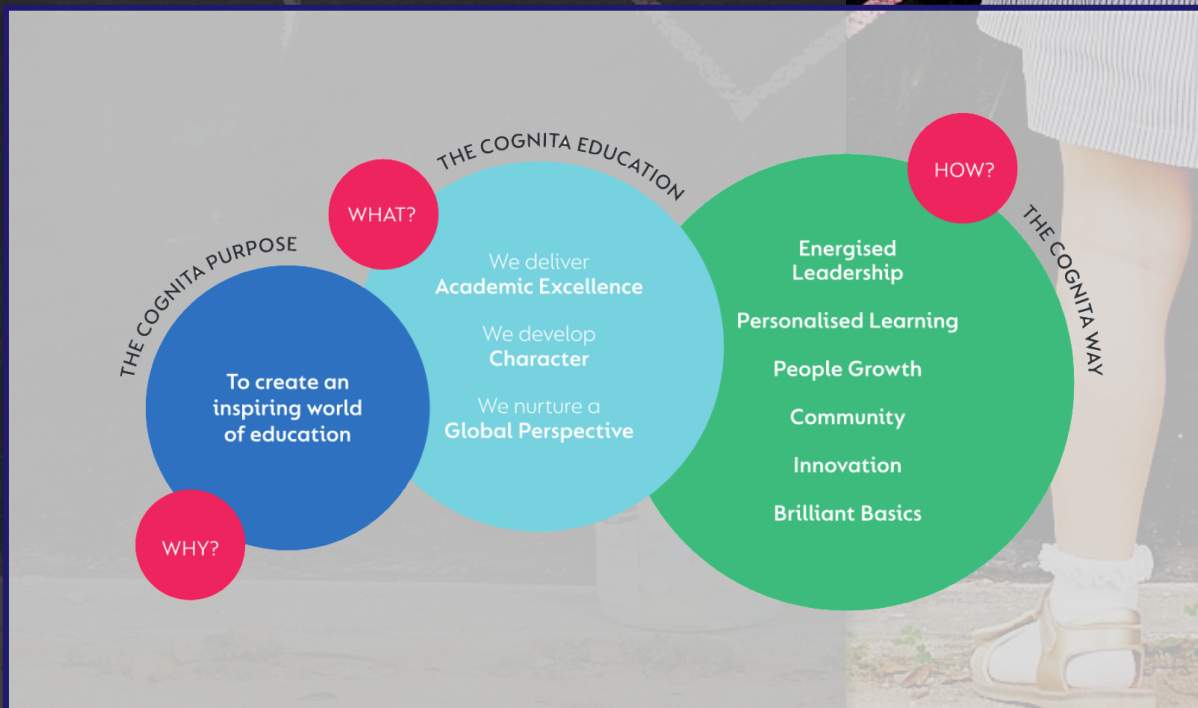 THE COGNITA PURPOSE
To create an
inspiring world
of education
WHY?
THE COGNITA EDUCATION
WHAT?
We deliver
Academic Excellence
We develop
Character
We nurture a
Global Perspective
THE COGNITA WAY
HOW?
Energised
Leadership
Personalised Learning
People Growth
Community
Innovation
Brilliant Basics